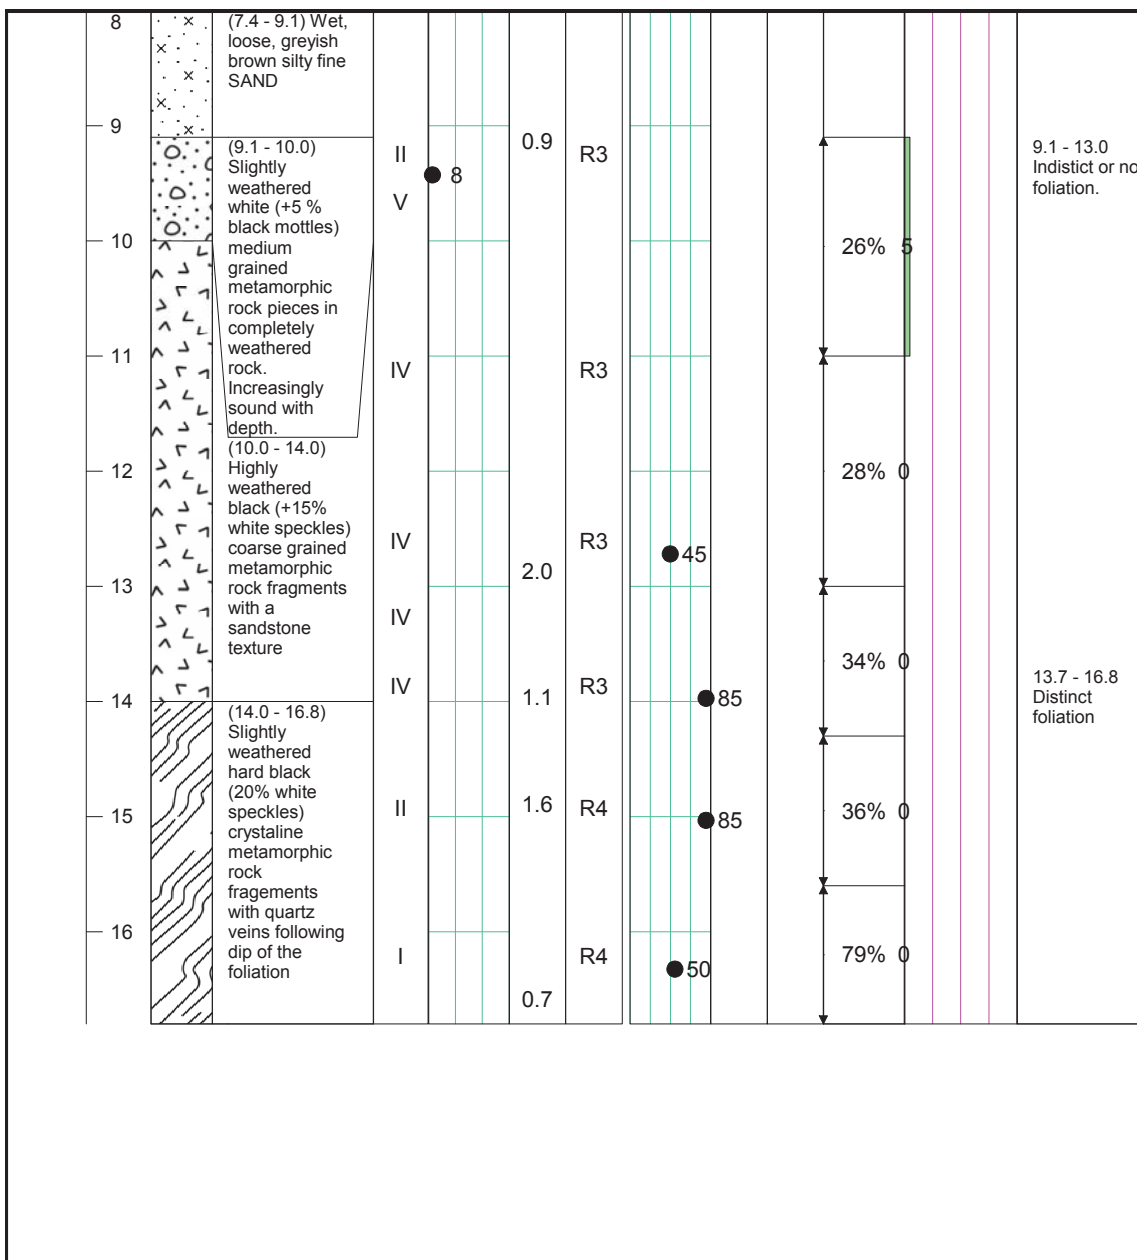 8
(7.4 - 9.1) Wet,
loose, greyish
brown silty fine
SAND
9
0.9
R3
(9.1 - 10.0)
Slightly
weathered
white (+5 %
black mottles)
medium
grained
metamorphic
rock pieces in
completely
weathered
rock.
Increasingly
sound with
depth.
II
8
V
9.1 - 13.0
Indistict or no
foliation.
10
26% 5
11
IV
R3
(10.0 - 14.0)
Highly
weathered
black (+15%
white speckles)
coarse grained
metamorphic
rock fragments
with a
sandstone
texture
12
28% 0
IV
R3
45
2.0
13
IV
34% 0
IV
R3
13.7 - 16.8
Distinct
foliation
14
1.1
85
(14.0 - 16.8)
Slightly
weathered
hard black
(20% white
speckles)
crystaline
metamorphic
rock
fragements
with quartz
veins following
dip of the
foliation
II
1.6
R4
36% 0
15
85
16
I
R4
79% 0
50
0.7